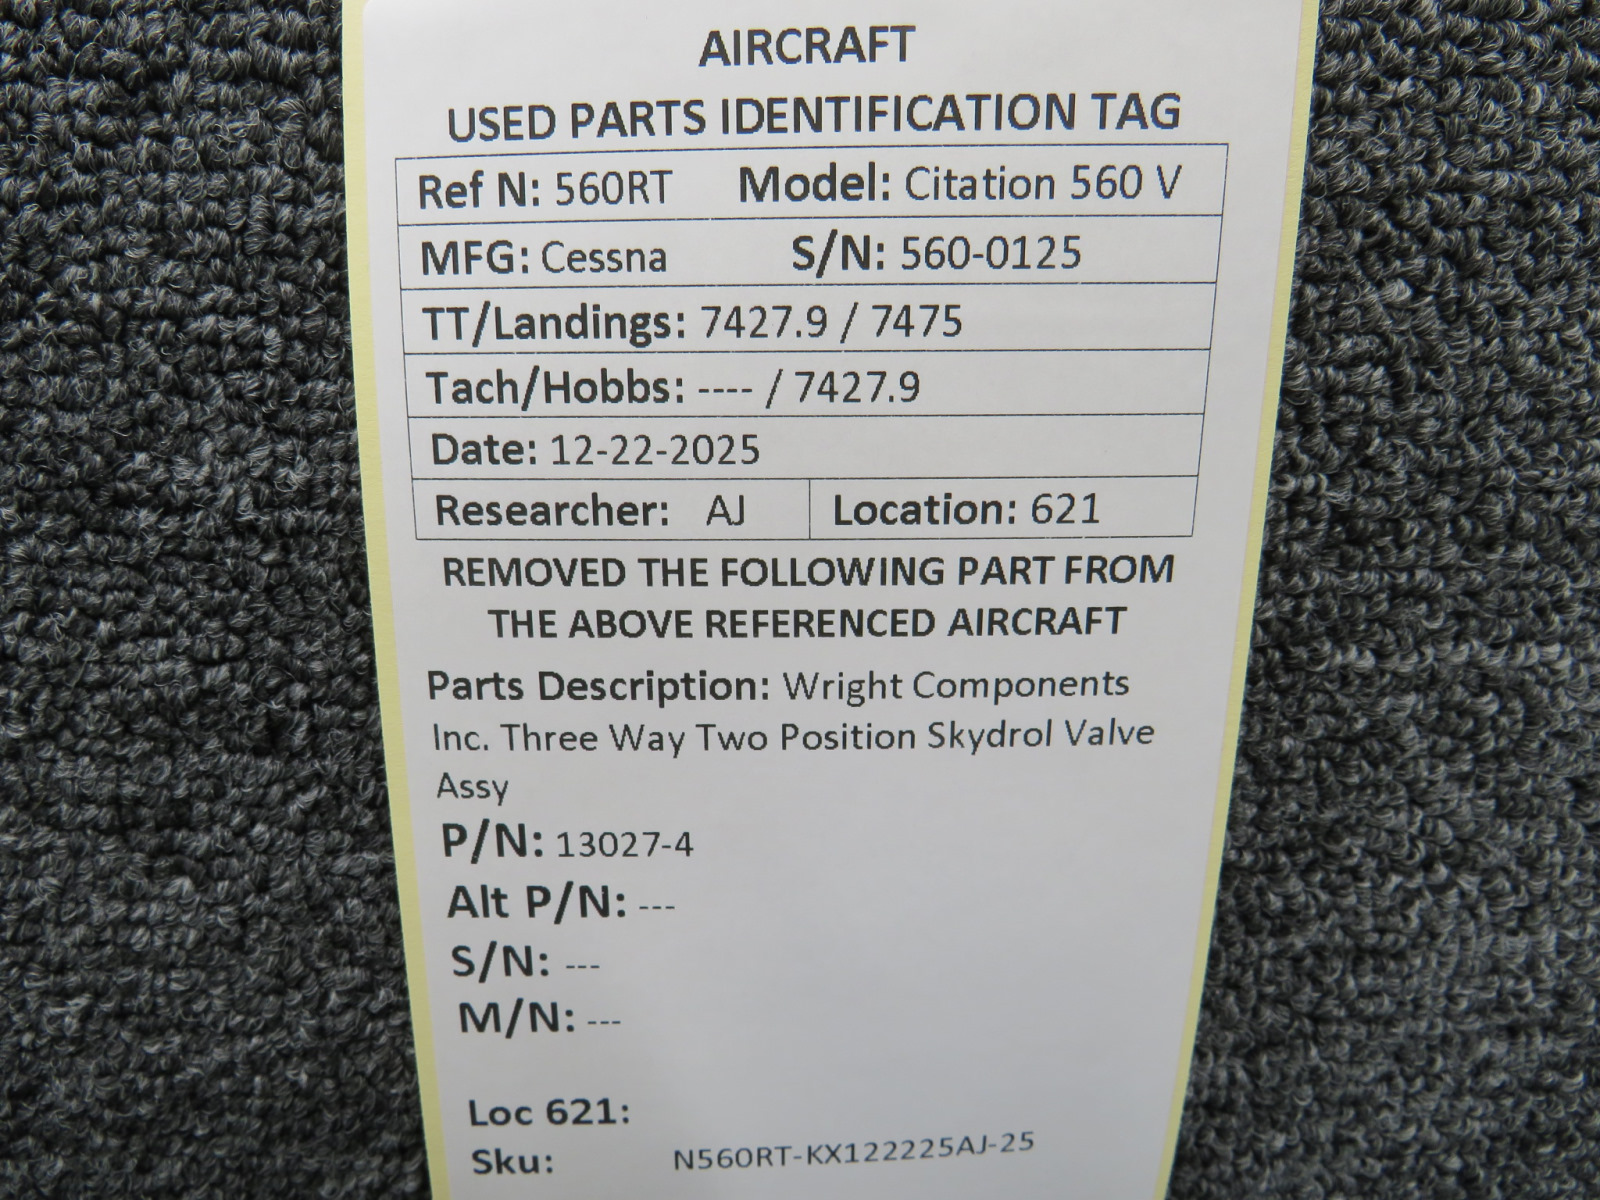 AIRCRAFT
USED PARTS IDENTIFICATION TAG
Ref N: 560RT Model: Citation 560 V
MFG: Cessna S/N: 560-0125
TT/Landings: 7427.9 / 7475
Tach/Hobbs: ---- / 7427.9
Date: 12-22-2025
Researcher: AJ Location: 621
REMOVED THE FOLLOWING PART FROM
THE ABOVE REFERENCED AIRCRAFT
Parts Description: Wright Components
Inc. Three Way Two Position Skydrol Valve
Assy
P/N: 13027-4
Alt P/N: ---
S/N: ---
M/N: ---
Loc 621:
Sku: N560RT-KX122225AJ-25